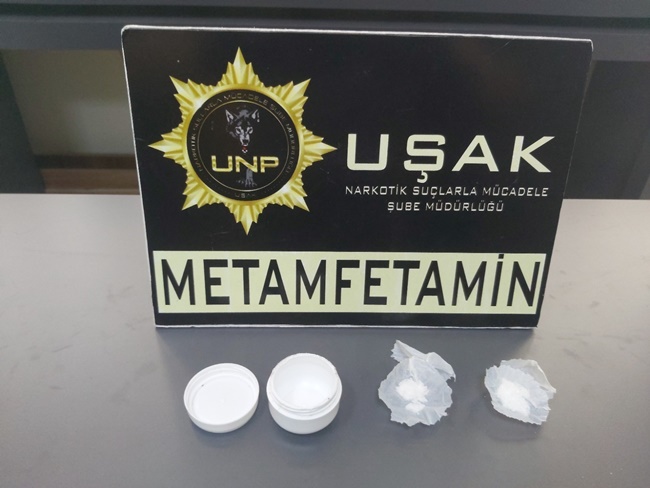 UNP
UŞAK
NARKOTİK SUÇLARLA MÜCADELE
ŞUBE MÜDÜRLÜĞÜ
METAMFETAMİN